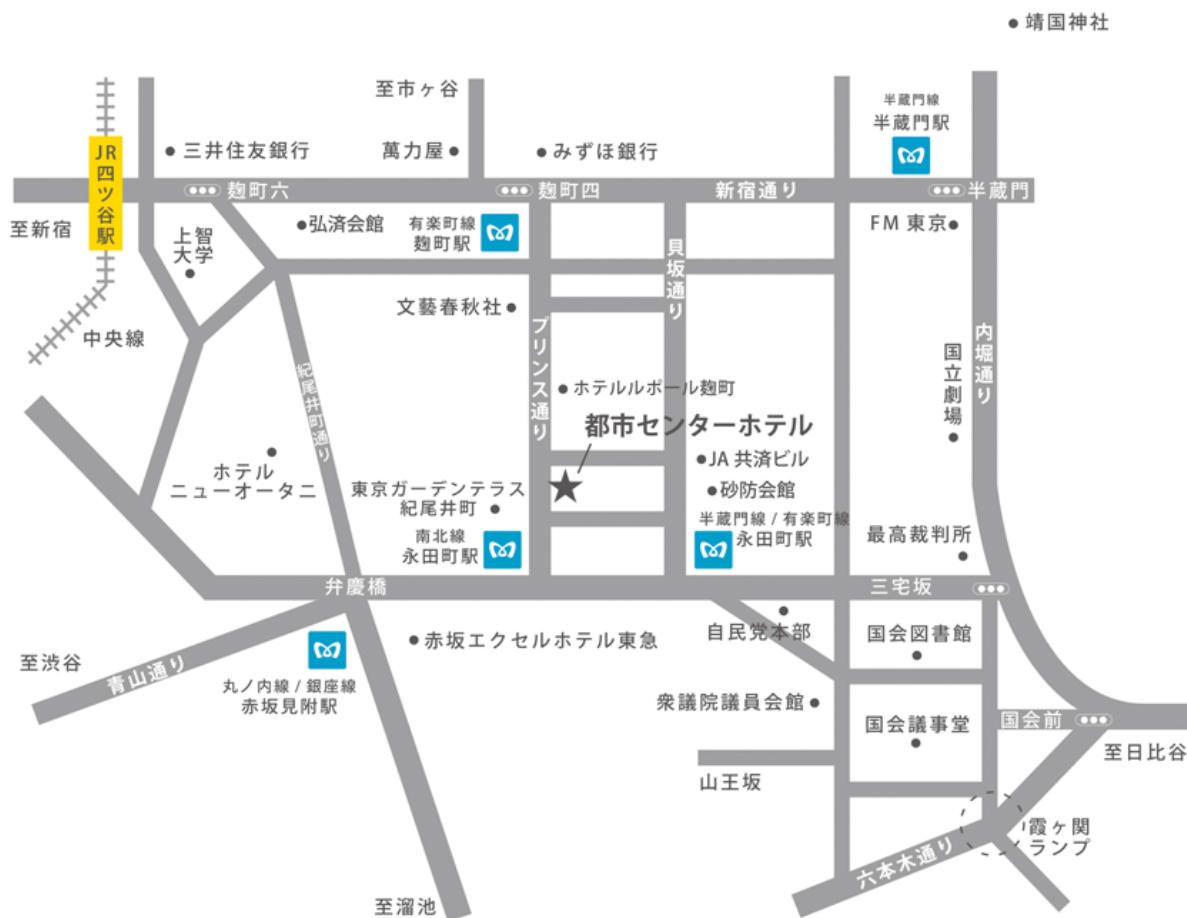 靖国神社
至市ヶ谷
半蔵門線
半蔵門駅
JR四ツ谷駅
三井住友銀行
萬力屋
みずほ銀行
麹町六
麹町四
新宿通り
半蔵門
至新宿
上智
大学
弘済会館
有楽町線
麹町駅
貝坂通り
FM 東京
中央線
文藝春秋社
プリンス通り
内堀通り
国立劇場
紀尾井町通り
ホテルルポール麹町
都市センターホテル
ホテル
ニューオータニ
JA 共済ビル
東京ガーデンテラス
紀尾井町
砂防会館
南北線
永田町駅
半蔵門線 / 有楽町線
永田町駅
最高裁判所
弁慶橋
三宅坂
自民党本部
国会図書館
赤坂エクセルホテル東急
至渋谷
青山通り
丸ノ内線 / 銀座線
赤坂見附駅
衆議院議員会館
国会議事堂
国会前
至日比谷
山王坂
霞ヶ関
ランプ
六本木通り
至溜池